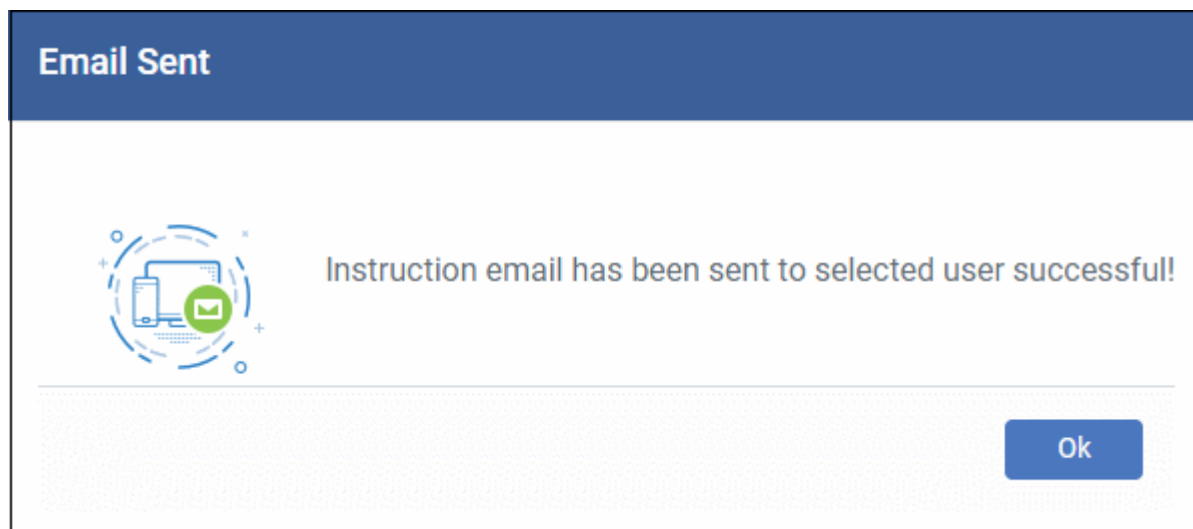 Email Sent
Instruction email has been sent to selected user successful!
Ok